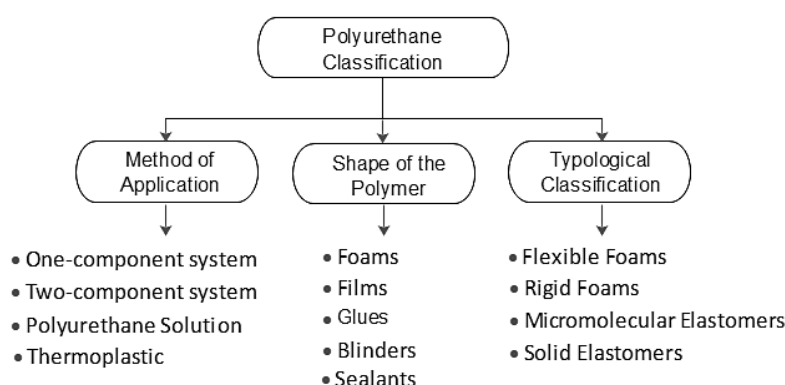 Polyurethane
Classification
Method of
Application
Shape of the
Polymer
Typological
Classification
• One-component system
• Two-component system
• Polyurethane Solution
• Thermoplastic
• Foams
• Films
• Glues
• Blinders
• Sealants
• Flexible Foams
• Rigid Foams
• Micromolecular Elastomers
• Solid Elastomers